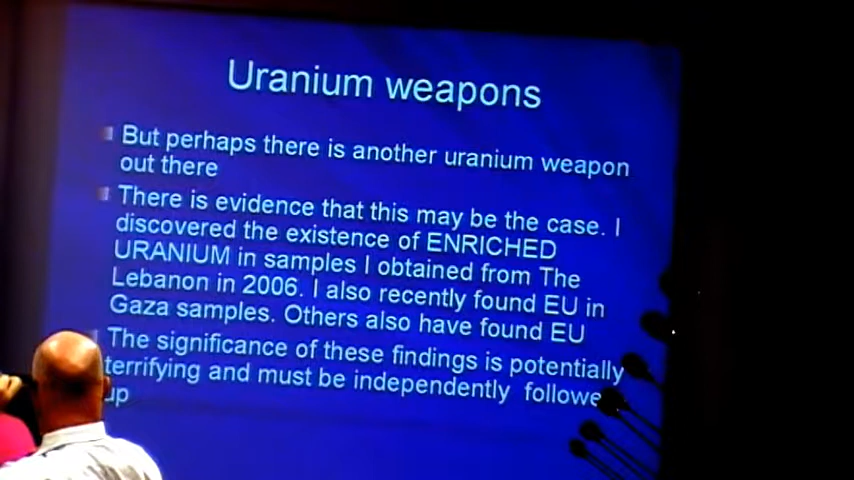 Uranium weapons
But perhaps there is another uranium weapon
out there
There is evidence that this may be the case. I
discovered the existence of ENRICHED
URANIUM in samples I obtained from The
Lebanon in 2006. I also recently found EU in
Gaza samples. Others also have found EU
The significance of these findings is potentially
terrifying and must be independently followe
up